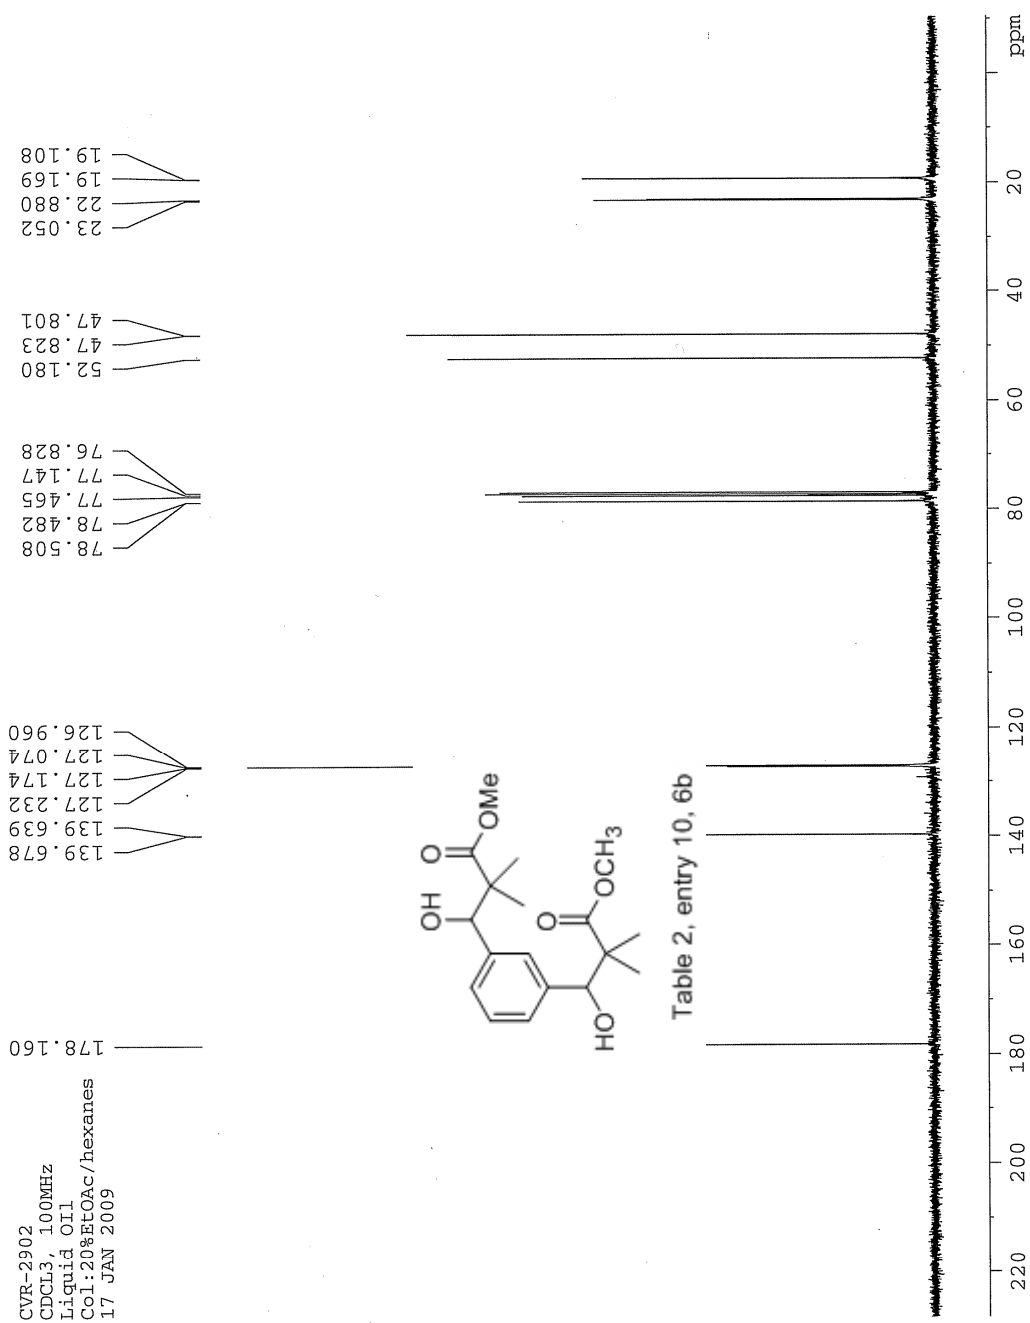 CVR-2902
CDCL3, 100MHz
Liquid OIl
Col:20%EtOAc/hexanes
17 JAN 2009
178.160
139.678
139.639
127.232
127.174
127.074
126.960
78.508
78.482
77.465
77.147
76.828
52.180
47.823
47.801
23.052
22.880
19.169
19.108
OH
O
OMe
O
OCH3
HO
Table 2, entry 10, 6b
220
200
180
160
140
120
100
80
60
40
20
ppm